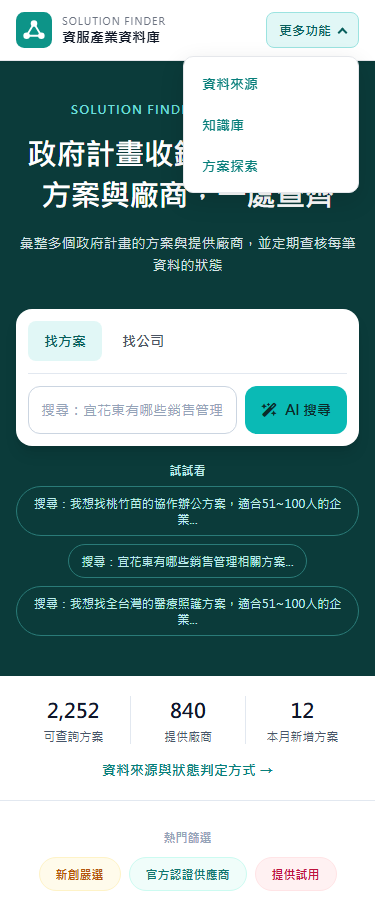 SOLUTION FINDER
資服產業資料庫
更多功能
資料來源
知識庫
方案探索
SOLUTION
政府計畫收
方案與廠商，一處查齊
彙整多個政府計畫的方案與提供廠商，並定期查核每筆
資料的狀態
找方案
找公司
搜尋：宜花東有哪些銷售管理
AI 搜尋
試試看
搜尋：我想找桃竹苗的協作辦公方案，適合51~100人的企
業...
搜尋：宜花東有哪些銷售管理相關方案...
搜尋：我想找全台灣的醫療照護方案，適合51~100人的企
業...
2,252
可查詢方案
840
提供廠商
12
本月新增方案
資料來源與狀態判定方式 →
熱門篩選
新創嚴選
官方認證供應商
提供試用